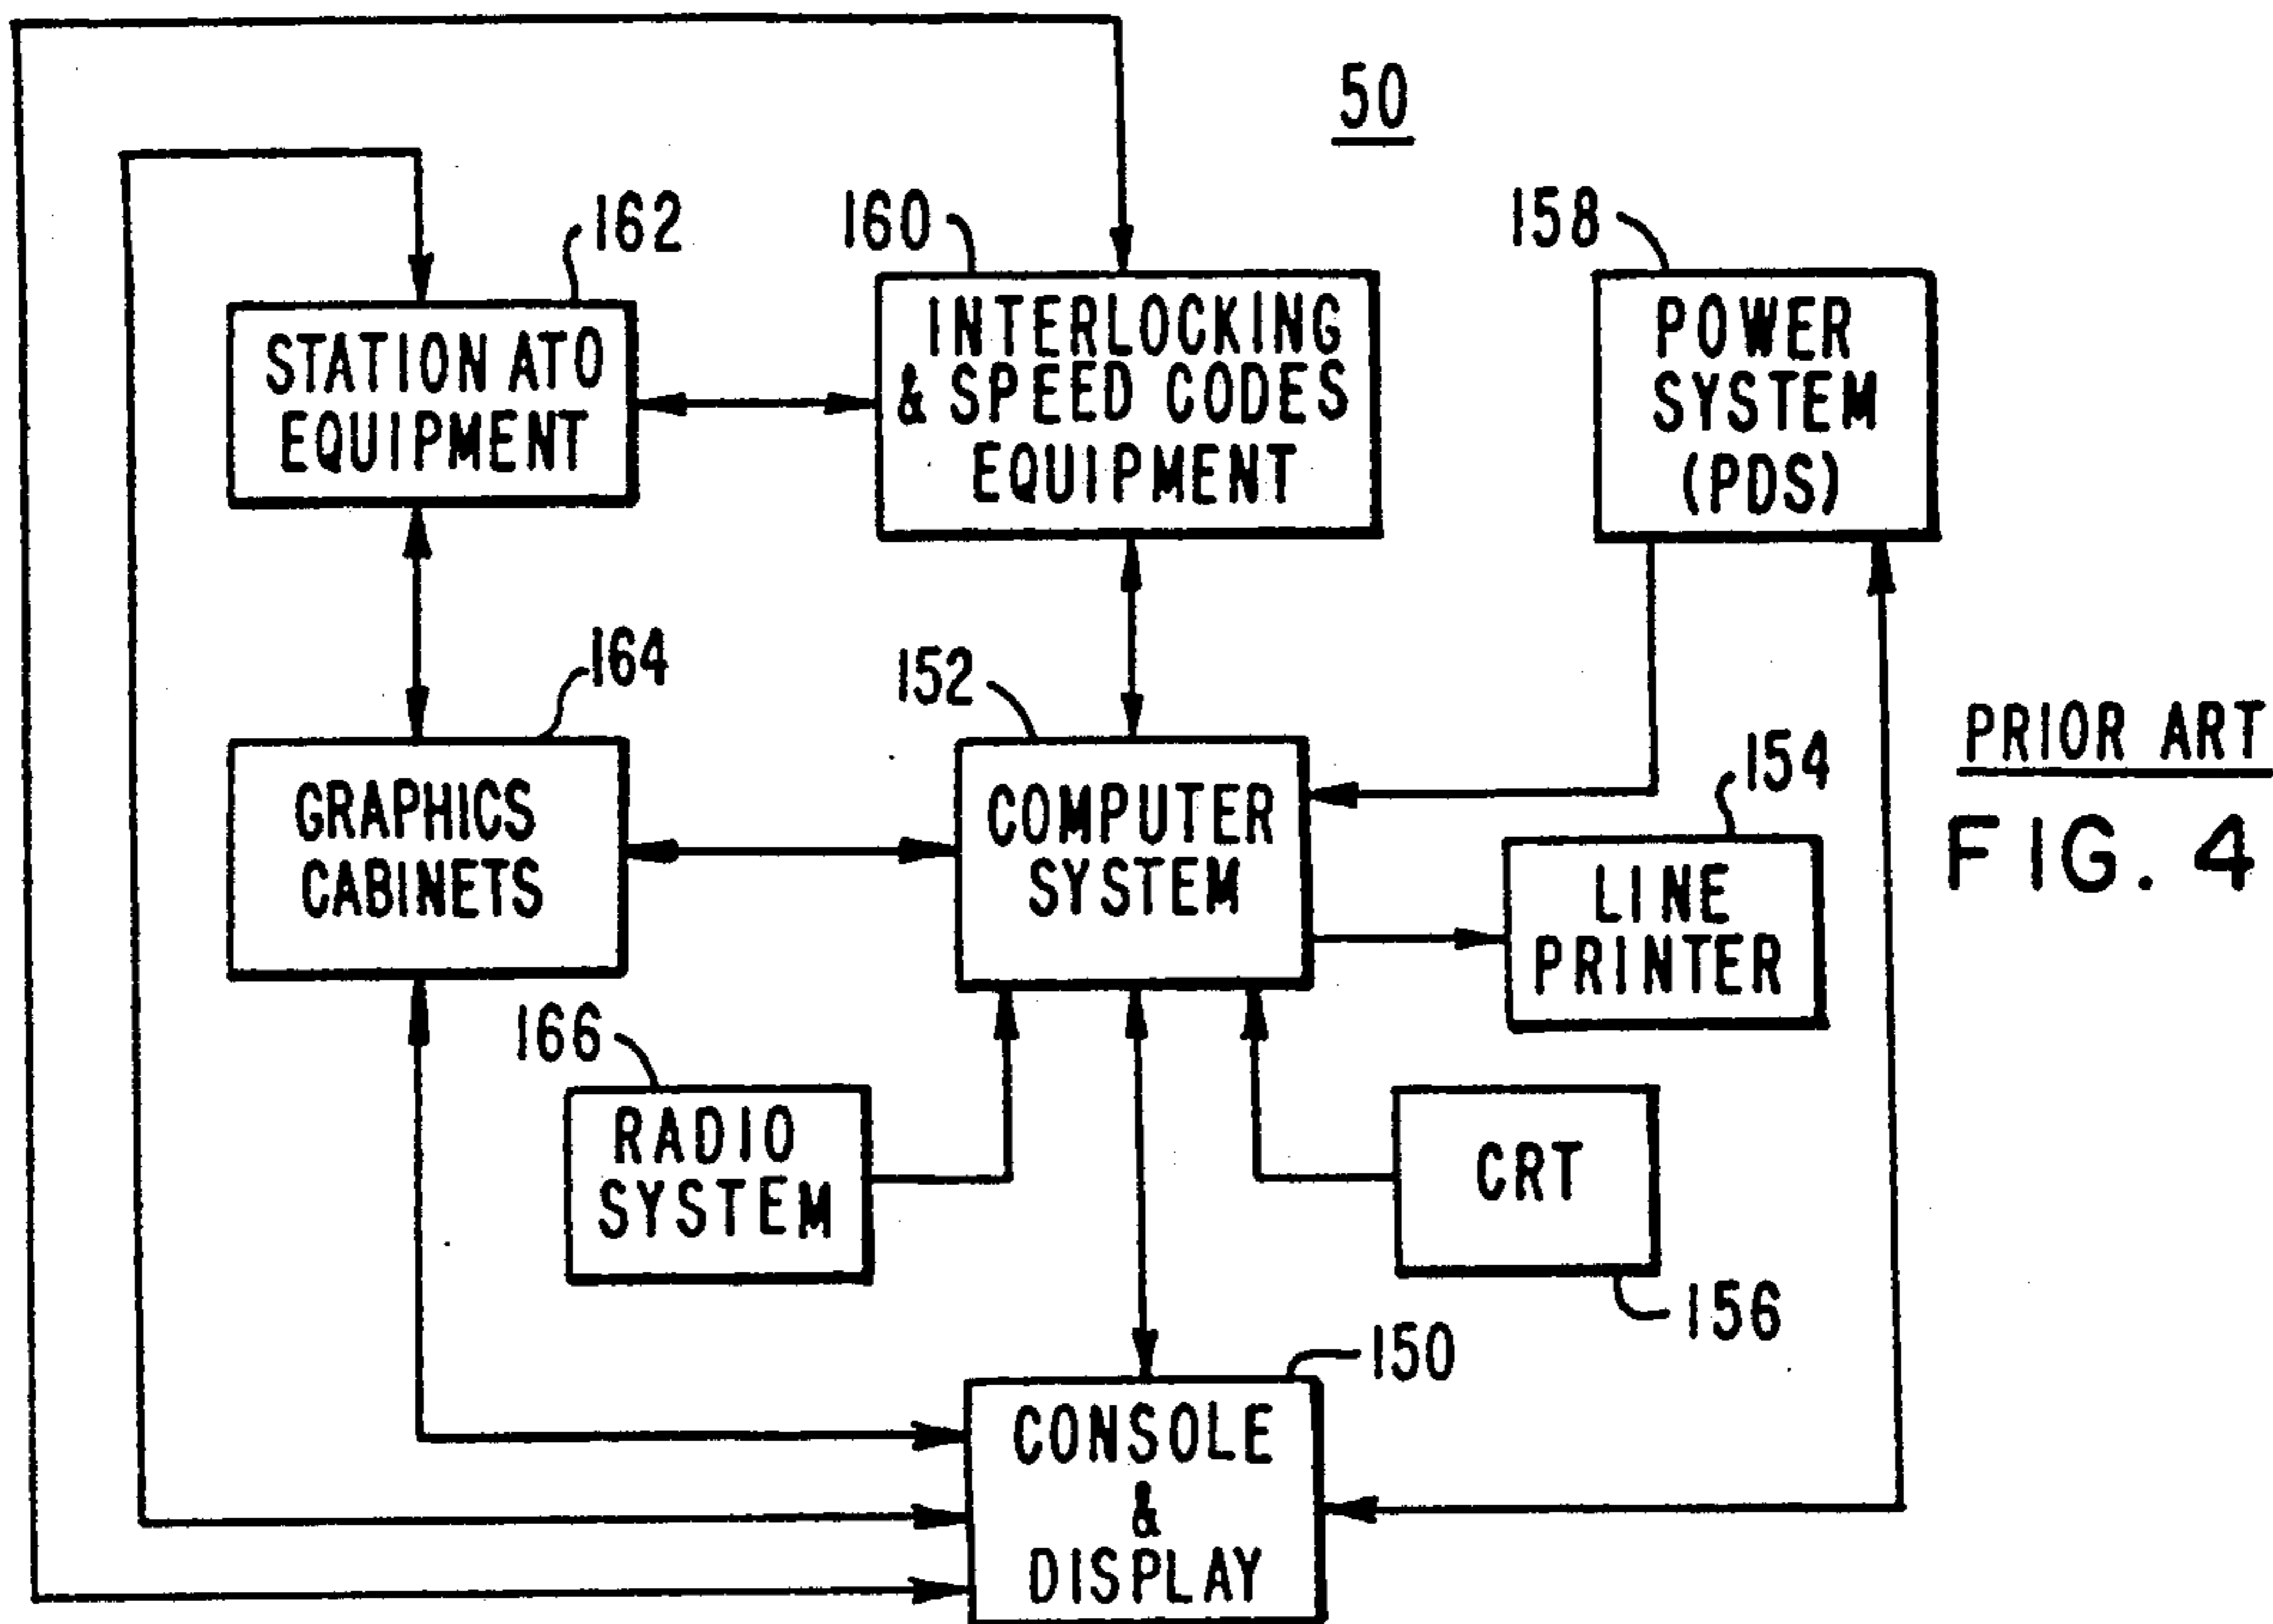 50
162
160
158
STATION ATO
EQUIPMENT
INTERLOCKING
& SPEED CODES
EQUIPMENT
POWER
SYSTEM
(PDS)
164
152
154
PRIOR ART
FIG. 4
GRAPHICS
CABINETS
COMPUTER
SYSTEM
LINE
PRINTER
166
RADIO
SYSTEM
CRT
156
150
CONSOLE
&
DISPLAY